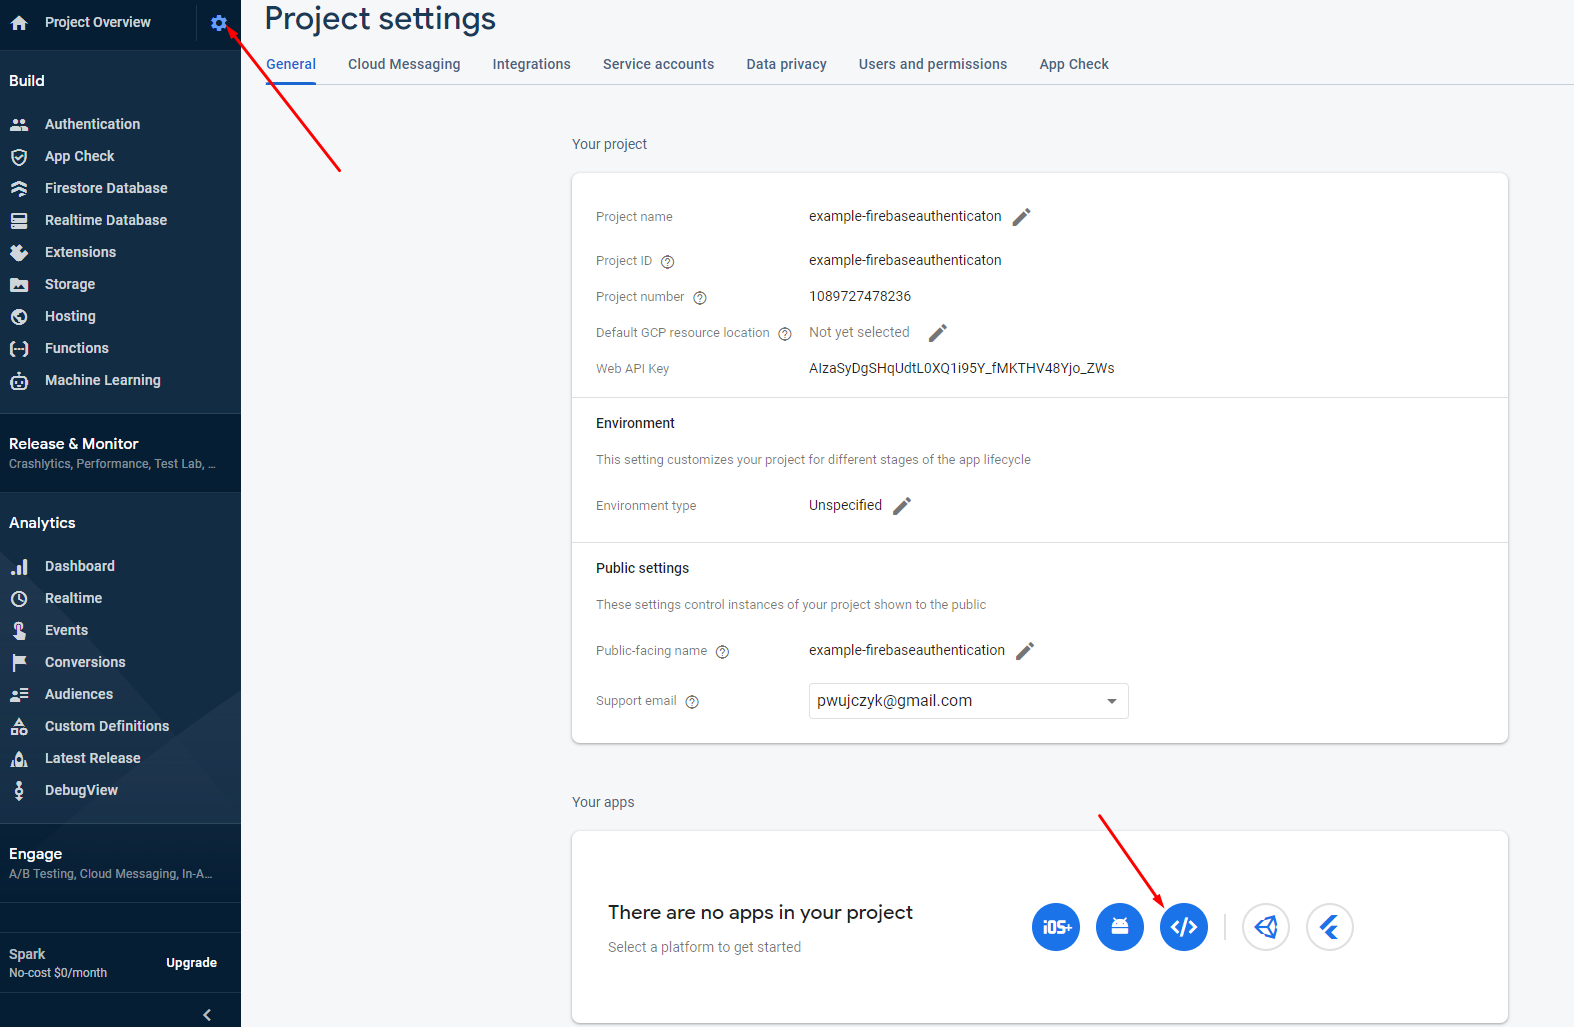 Project Overview
Build
Authentication
App Check
Firestore Database
Realtime Database
Extensions
Storage
Hosting
Functions
Machine Learning
Release & Monitor
Crashlytics, Performance, Test Lab, ...
Analytics
Dashboard
Realtime
Events
Conversions
Audiences
Custom Definitions
Latest Release
DebugView
Engage
A/B Testing, Cloud Messaging, In-A...
Spark
No-cost $0/month
Upgrade
Project settings
General Cloud Messaging Integrations Service accounts Data privacy Users and permissions App Check
Your project
Project name example-firebaseauthenticaton
Project ID example-firebaseauthenticaton
Project number 1089727478236
Default GCP resource location Not yet selected
Web API Key AIzaSyDgSHqUdtL0XQ1i95Y_fMKTHV48Yjo_ZWs
Environment
This setting customizes your project for different stages of the app lifecycle
Environment type Unspecified
Public settings
These settings control instances of your project shown to the public
Public-facing name example-firebaseauthentication
Support email pwujczyk@gmail.com
Your apps
There are no apps in your project
Select a platform to get started
iOS+